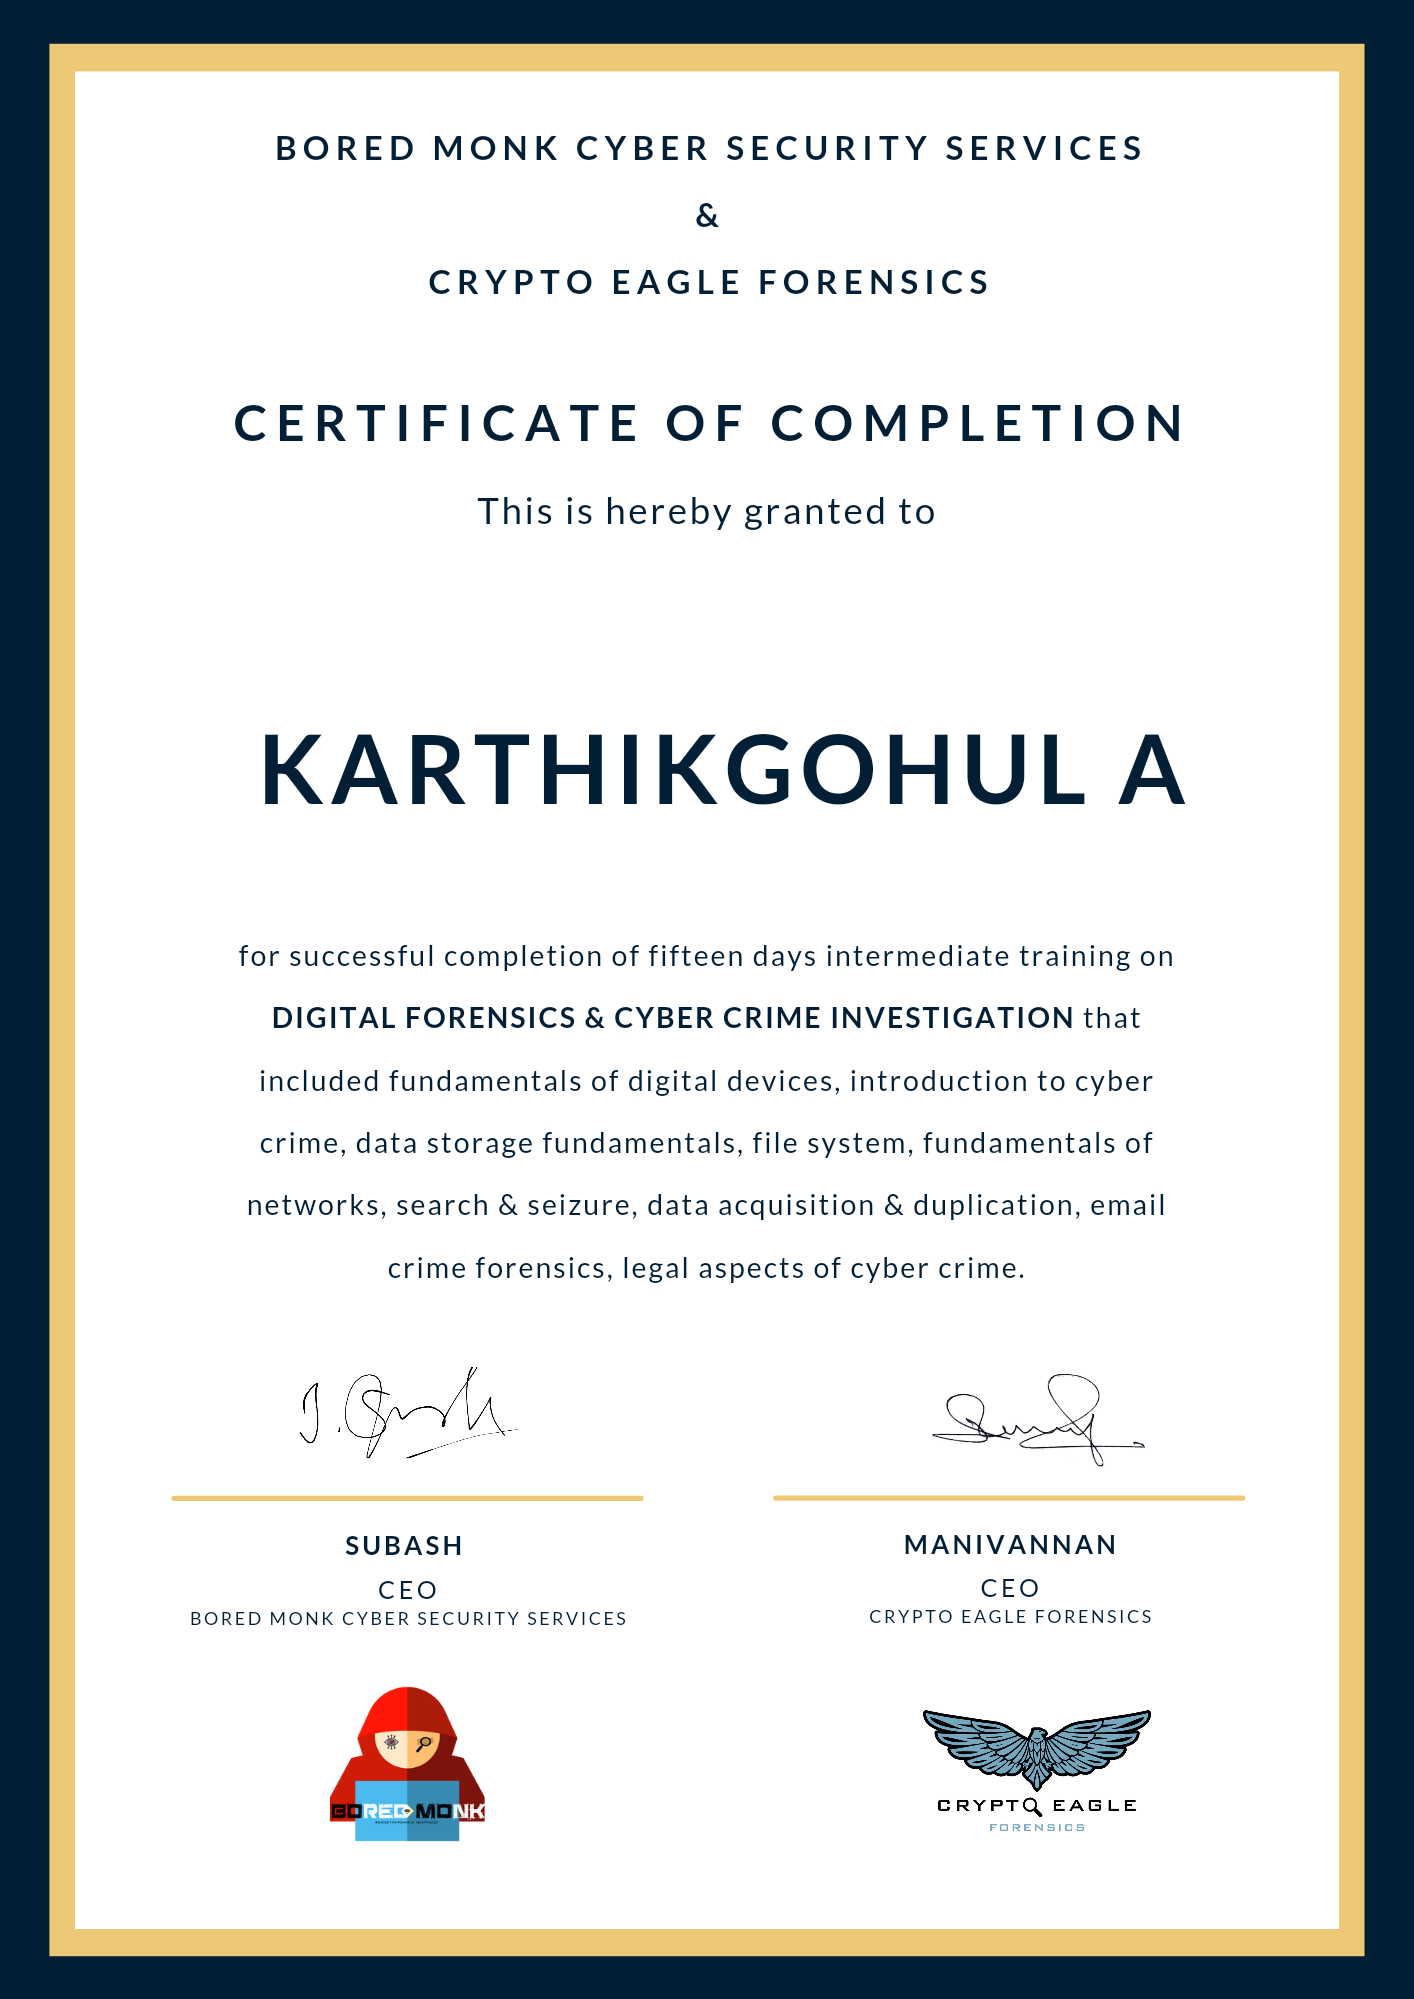 BORED MONK CYBER SECURITY SERVICES
&
CRYPTO EAGLE FORENSICS
CERTIFICATE OF COMPLETION
This is hereby granted to
KARTHIKGOHUL A
for successful completion of fifteen days intermediate training on
DIGITAL FORENSICS & CYBER CRIME INVESTIGATION that
included fundamentals of digital devices, introduction to cyber
crime, data storage fundamentals, file system, fundamentals of
networks, search & seizure, data acquisition & duplication, email
crime forensics, legal aspects of cyber crime.
SUBASH
CEO
BORED MONK CYBER SECURITY SERVICES
MANIVANNAN
CEO
CRYPTO EAGLE FORENSICS
BORED MONK
CRYPTO EAGLE
FORENSICS